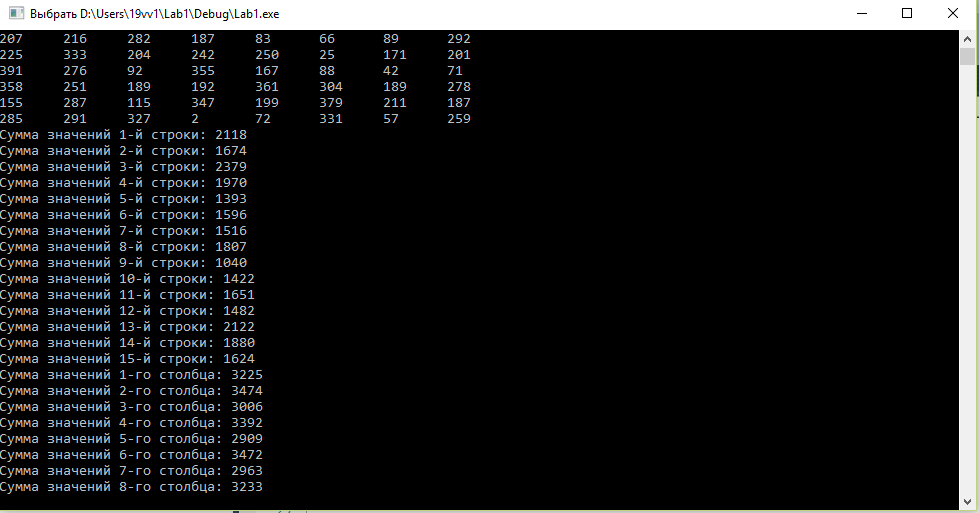 Выбрать D:\Users\19vv1\Lab1\Debug\Lab1.exe
207 216 282 187 83 66 89 292
225 333 204 242 250 25 171 201
391 276 92 355 167 88 42 71
358 251 189 192 361 304 189 278
155 287 115 347 199 379 211 187
285 291 327 2 72 331 57 259
Сумма значений 1-й строки: 2118
Сумма значений 2-й строки: 1674
Сумма значений 3-й строки: 2379
Сумма значений 4-й строки: 1970
Сумма значений 5-й строки: 1393
Сумма значений 6-й строки: 1596
Сумма значений 7-й строки: 1516
Сумма значений 8-й строки: 1807
Сумма значений 9-й строки: 1040
Сумма значений 10-й строки: 1422
Сумма значений 11-й строки: 1651
Сумма значений 12-й строки: 1482
Сумма значений 13-й строки: 2122
Сумма значений 14-й строки: 1880
Сумма значений 15-й строки: 1624
Сумма значений 1-го столбца: 3225
Сумма значений 2-го столбца: 3474
Сумма значений 3-го столбца: 3006
Сумма значений 4-го столбца: 3392
Сумма значений 5-го столбца: 2909
Сумма значений 6-го столбца: 3472
Сумма значений 7-го столбца: 2963
Сумма значений 8-го столбца: 3233